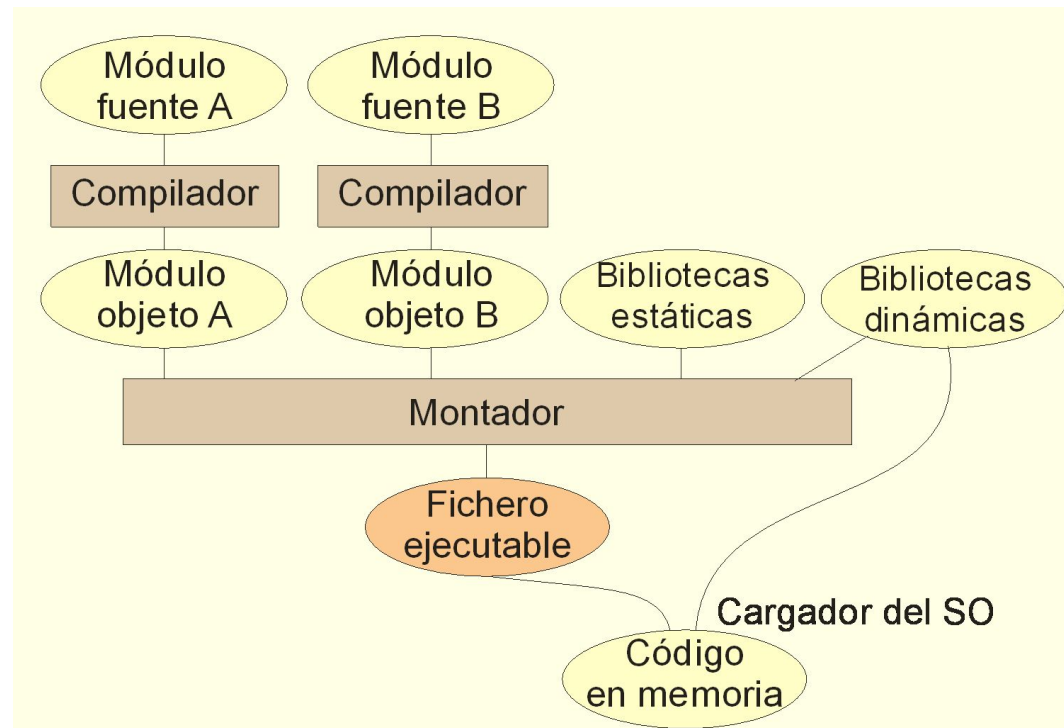 Módulo
fuente A
Módulo
fuente B
Compilador
Compilador
Módulo
objeto A
Módulo
objeto B
Bibliotecas
estáticas
Bibliotecas
dinámicas
Montador
Fichero
ejecutable
Cargador del SO
Código
en memoria